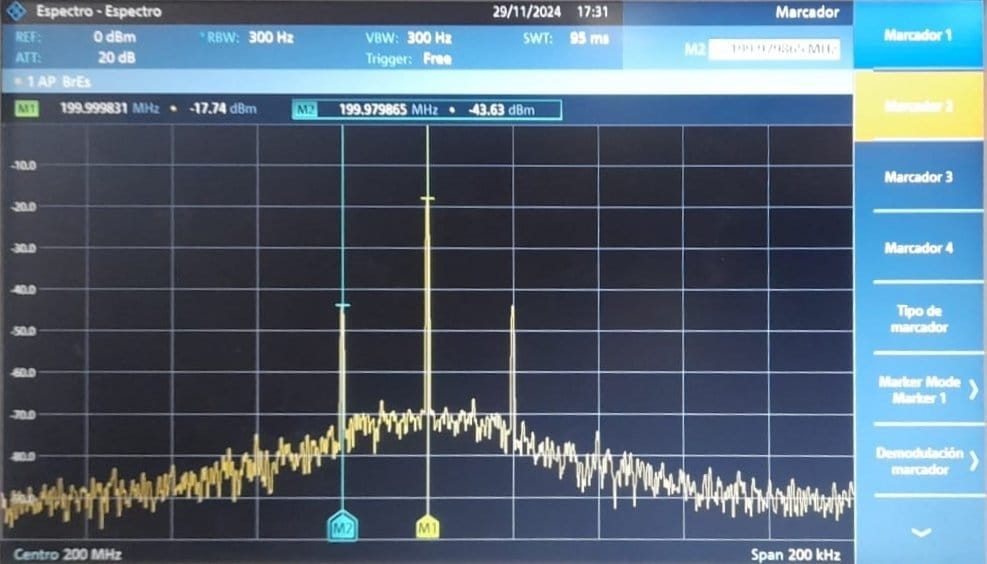 Espectro - Espectro 29/11/2024 17:31 Marcador
REF: 0 dBm *RBW: 300 Hz VBW: 300 Hz SWT: 95 ms
ATT: 20 dB Trigger: Free
M2 199.979865 MHz
1 AP BrEs
M1 199.999831 MHz • -17.74 dBm M2 199.979865 MHz • -43.63 dBm
-10.0
-20.0
-30.0
-40.0
-50.0
-60.0
-70.0
-80.0
-90.0
M2 M1
Centro 200 MHz Span 200 kHz
Marcador 1
Marcador 2
Marcador 3
Marcador 4
Tipo de
marcador
Marker Mode
Marker 1
Demodulación
marcador